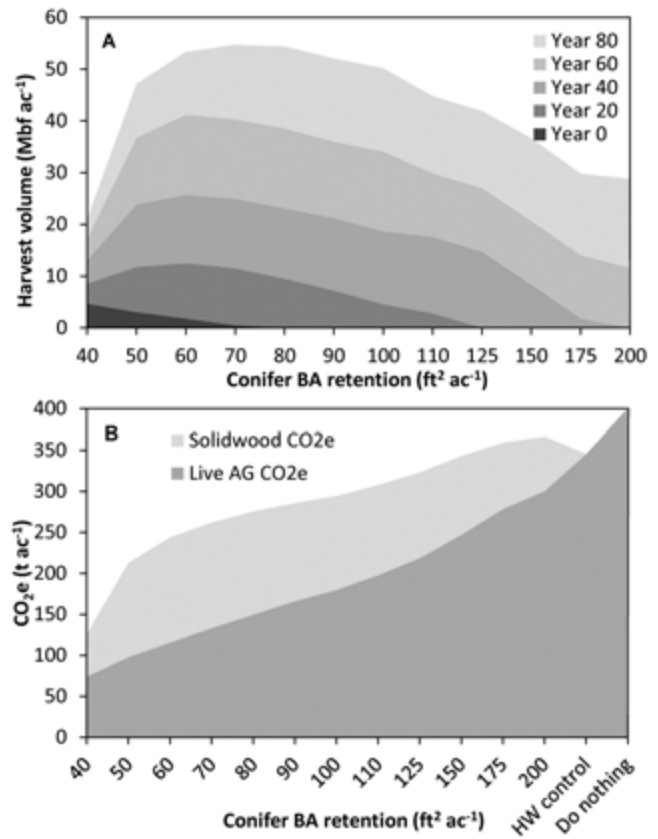 A
Harvest volume (Mbf ac⁻¹)
60
50
40
30
20
10
0
Year 80
Year 60
Year 40
Year 20
Year 0
40 50 60 70 80 90 100 110 125 150 175 200
Conifer BA retention (ft² ac⁻¹)
B
CO₂e (t ac⁻¹)
400
350
300
250
200
150
100
50
0
Solidwood CO2e
Live AG CO2e
40 50 60 70 80 90 100 110 125 150 175 200 HW control Do nothing
Conifer BA retention (ft² ac⁻¹)